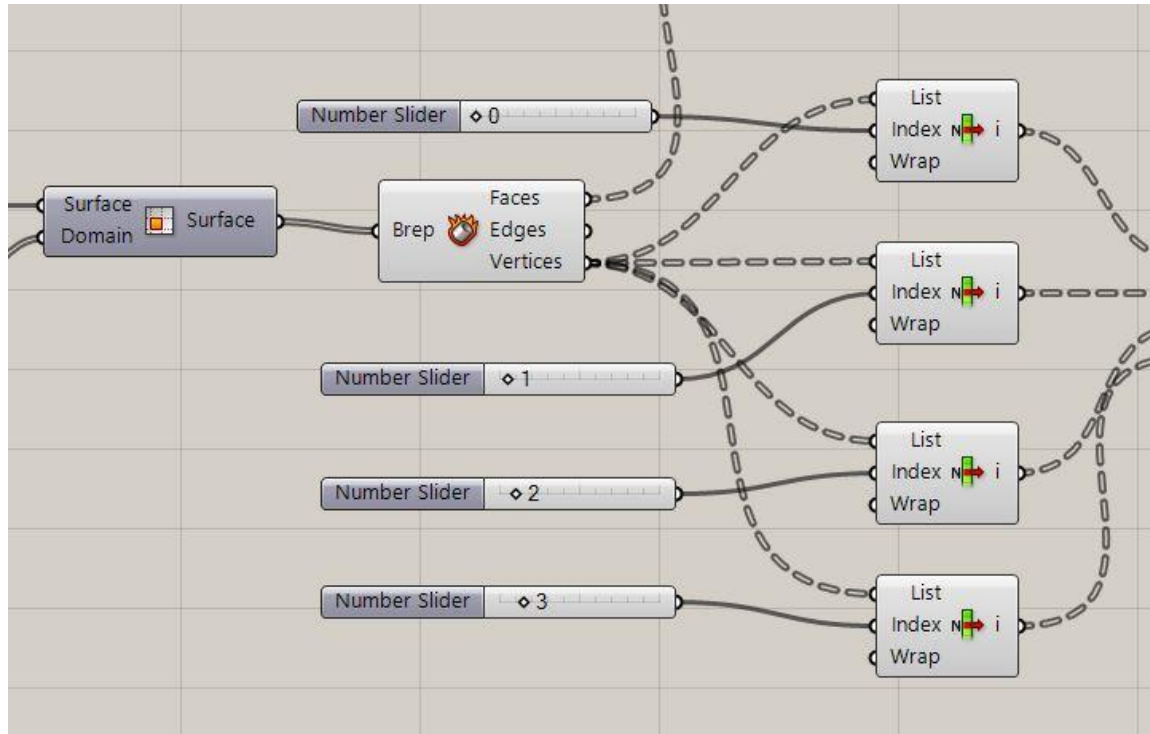 Number Slider 0
List
Index N i
Wrap
Surface
Domain
Surface
Brep
Faces
Edges
Vertices
List
Index N i
Wrap
Number Slider 1
List
Index N i
Wrap
Number Slider 2
List
Index N i
Wrap
Number Slider 3